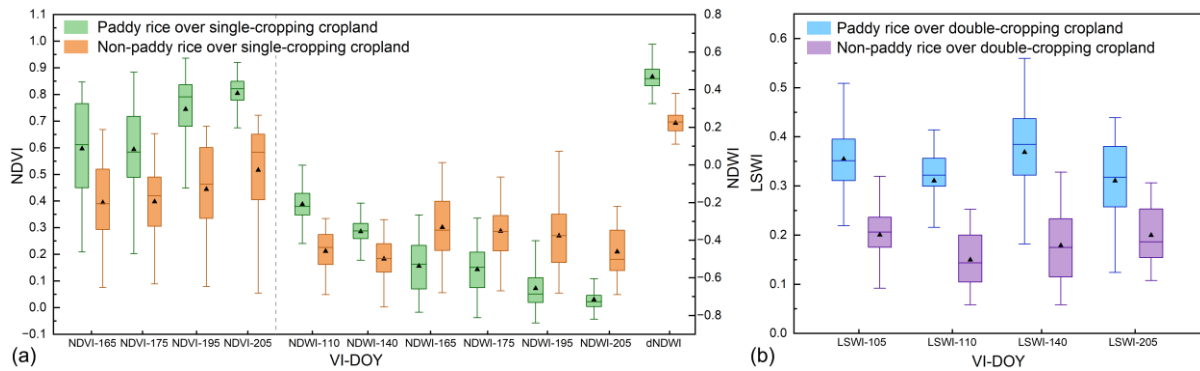 Paddy rice over single-cropping cropland
Non-paddy rice over single-cropping cropland
1.1
1.0
0.9
0.8
0.7
0.6
0.5
0.4
0.3
0.2
0.1
0.0
−0.1
NDVI
0.8
0.6
0.4
0.2
0.0
−0.2
−0.4
−0.6
−0.8
NDWI
NDVI-165 NDVI-175 NDVI-195 NDVI-205 NDWI-110 NDWI-140 NDWI-165 NDWI-175 NDWI-195 NDWI-205 dNDWI
VI-DOY
(a)
Paddy rice over double-cropping cropland
Non-paddy rice over double-cropping cropland
0.6
0.5
0.4
0.3
0.2
0.1
0.0
LSWI
LSWI-105 LSWI-110 LSWI-140 LSWI-205
VI-DOY
(b)